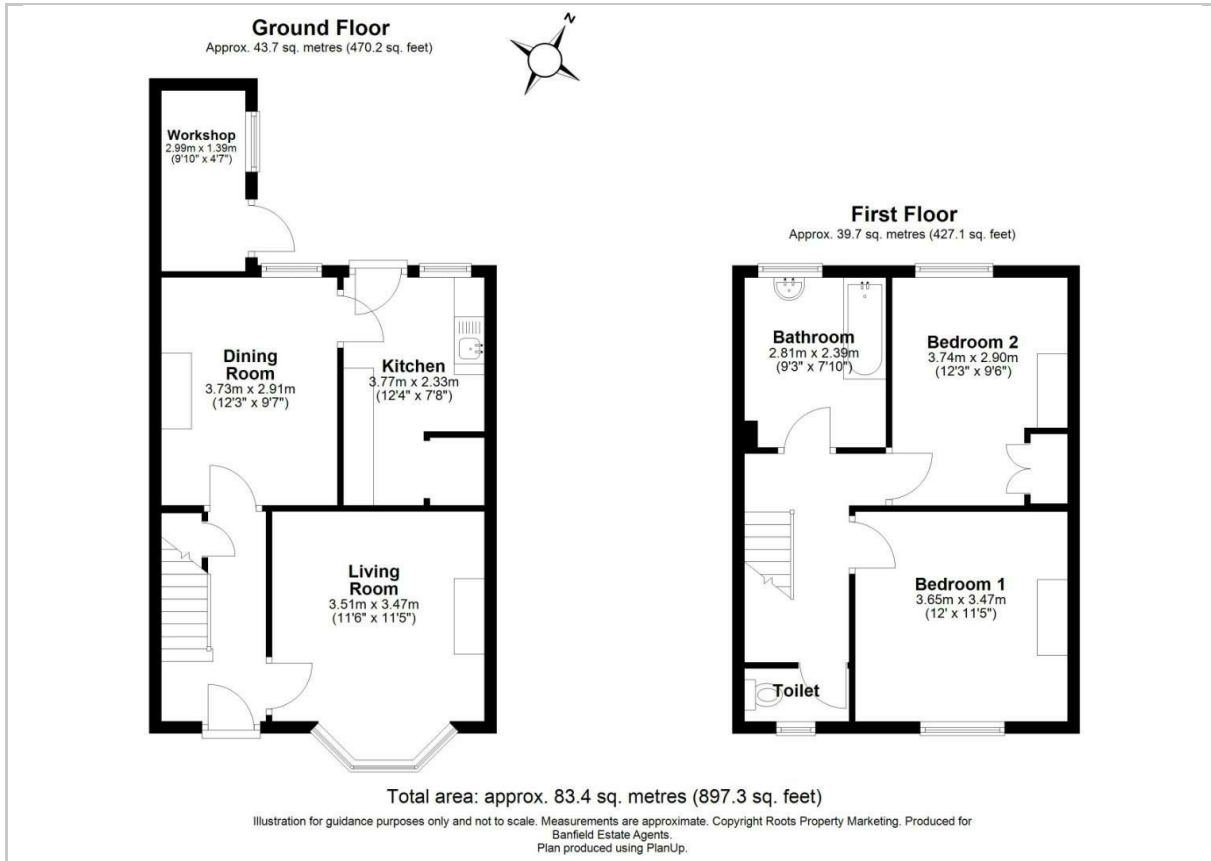 Ground Floor
Approx. 43.7 sq. metres (470.2 sq. feet)
N
Workshop
2.99m x 1.39m
(9'10" x 4'7")
Dining
Room
3.73m x 2.91m
(12'3" x 9'7")
Kitchen
3.77m x 2.33m
(12'4" x 7'8")
Living
Room
3.51m x 3.47m
(11'6" x 11'5")
First Floor
Approx. 39.7 sq. metres (427.1 sq. feet)
Bathroom
2.81m x 2.39m
(9'3" x 7'10")
Bedroom 2
3.74m x 2.90m
(12'3" x 9'6")
Bedroom 1
3.65m x 3.47m
(12' x 11'5")
Toilet
Total area: approx. 83.4 sq. metres (897.3 sq. feet)
Illustration for guidance purposes only and not to scale. Measurements are approximate. Copyright Roots Property Marketing. Produced for
Banfield Estate Agents.
Plan produced using PlanUp.